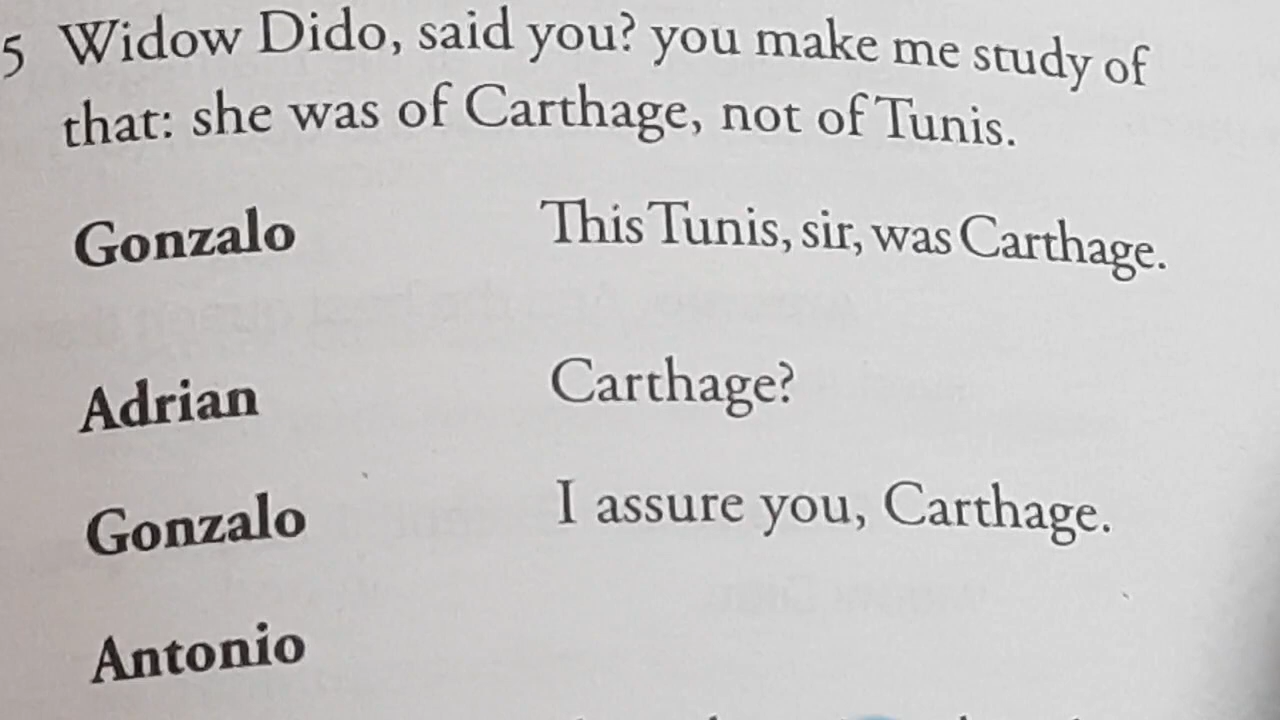 5 Widow Dido, said you? you make me study of
that: she was of Carthage, not of Tunis.
Gonzalo This Tunis, sir, was Carthage.
Adrian Carthage?
Gonzalo I assure you, Carthage.
Antonio